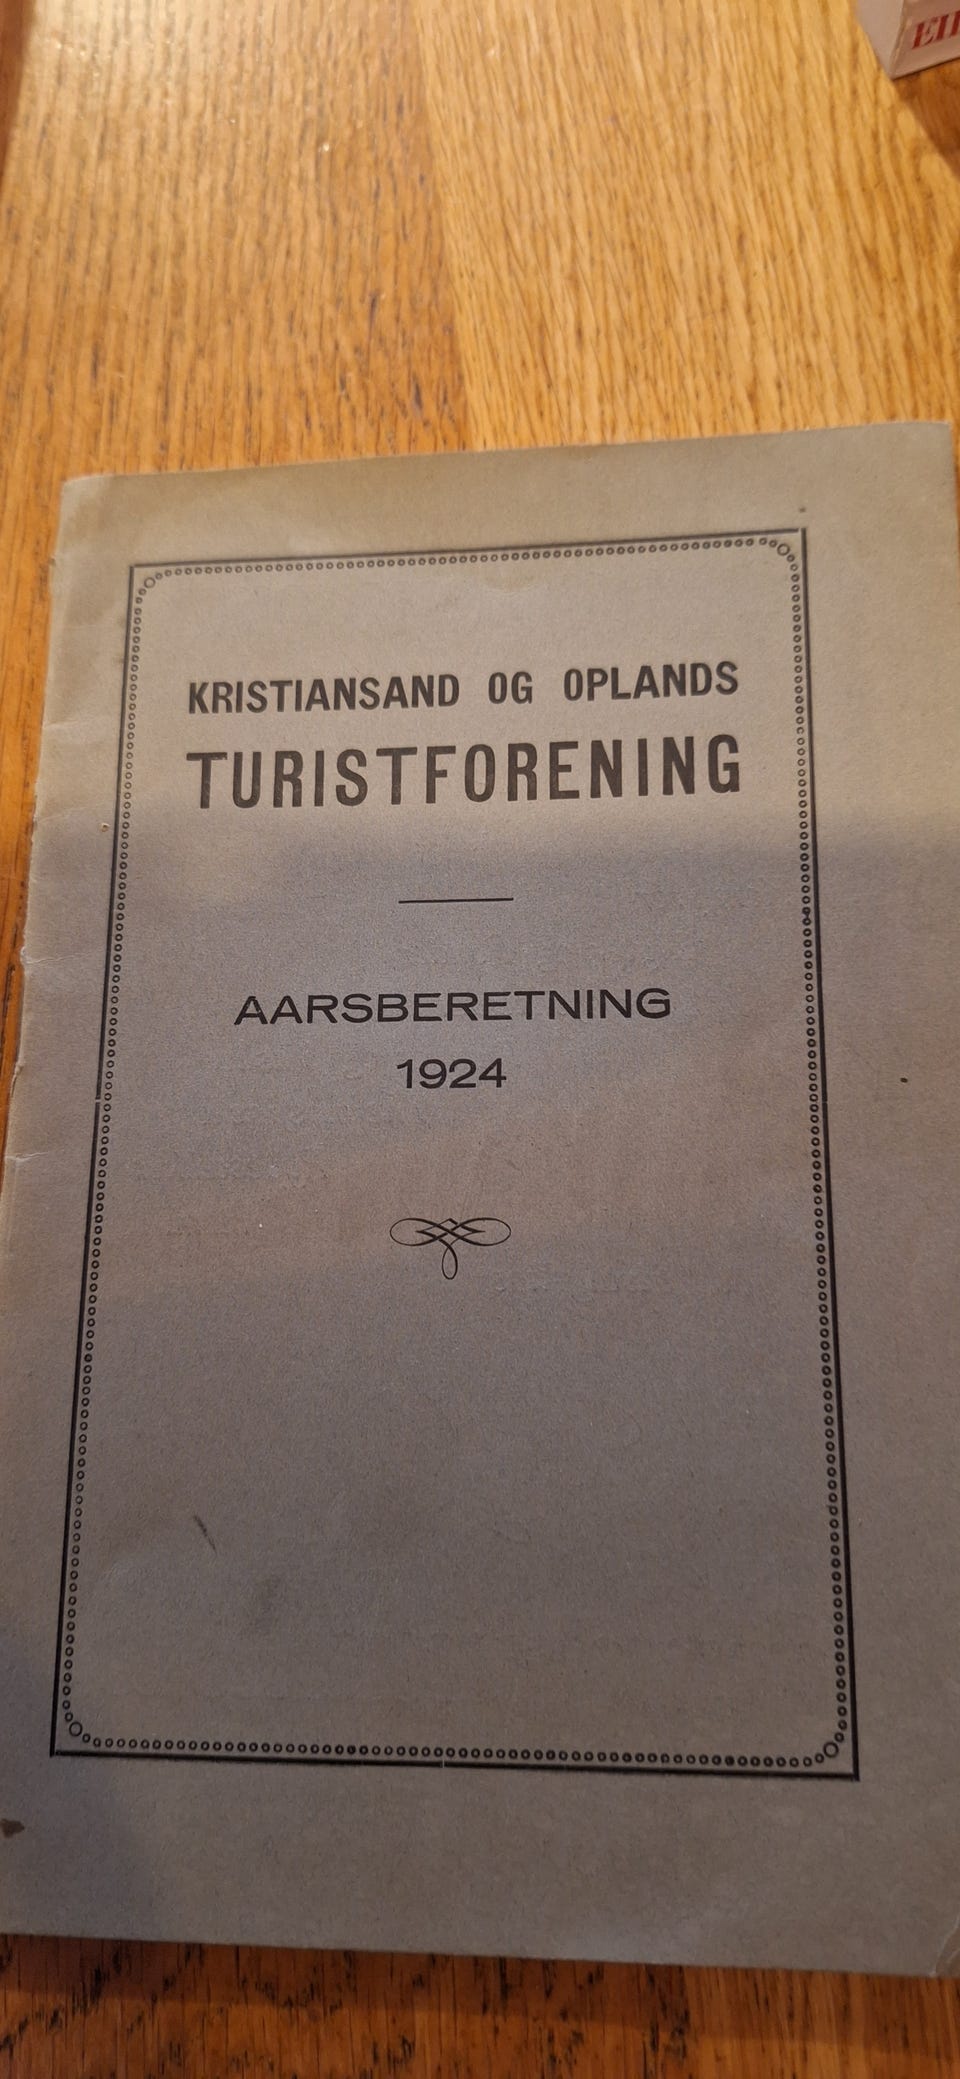 KRISTIANSAND OG OPLANDS
TURISTFORENING
AARSBERETNING
1924